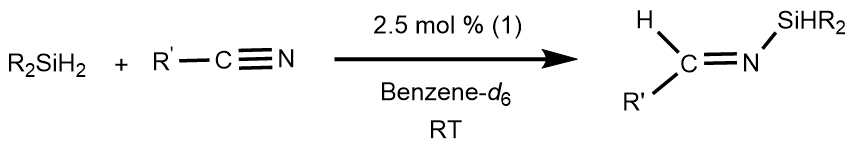 R₂SiH₂ + R' C N
2.5 mol % (1)
Benzene-d₆
RT
H SiHR₂
C N
R'